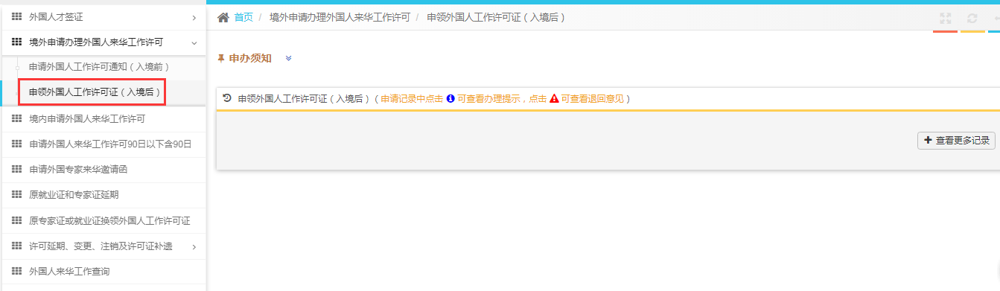 外国人才签证
境外申请办理外国人来华工作许可
申请外国人工作许可通知（入境前）
申领外国人工作许可证（入境后）
境内申请外国人来华工作许可
申请外国人来华工作许可90日以下含90日
申请外国专家来华邀请函
原就业证和专家证延期
原专家证或就业证换领外国人工作许可证
许可延期、变更、注销及许可证补遗
外国人来华工作查询
首页 / 境外申请办理外国人来华工作许可 / 申领外国人工作许可证（入境后）
申办须知
申领外国人工作许可证（入境后）（申请记录中点击 可查看办理提示，点击 可查看退回意见）
查看更多记录